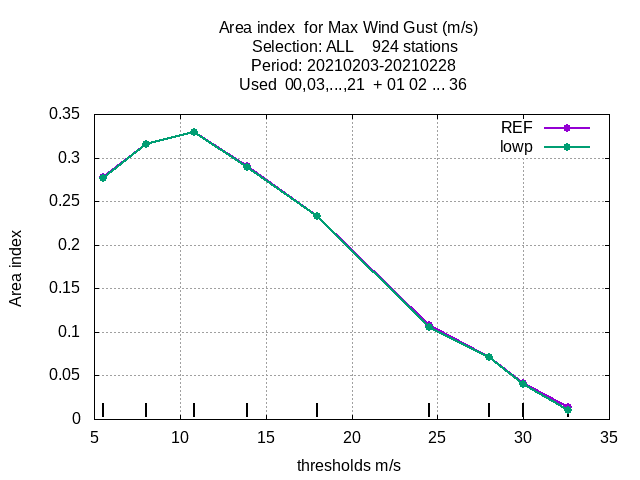 Area index  for Max Wind Gust (m/s)
Selection: ALL    924 stations
Period: 20210203-20210228
Used  00,03,...,21  + 01 02 ... 36
REF
lowp
0.35
0.3
0.25
0.2
0.15
0.1
0.05
0
Area index
5 10 15 20 25 30 35
thresholds m/s